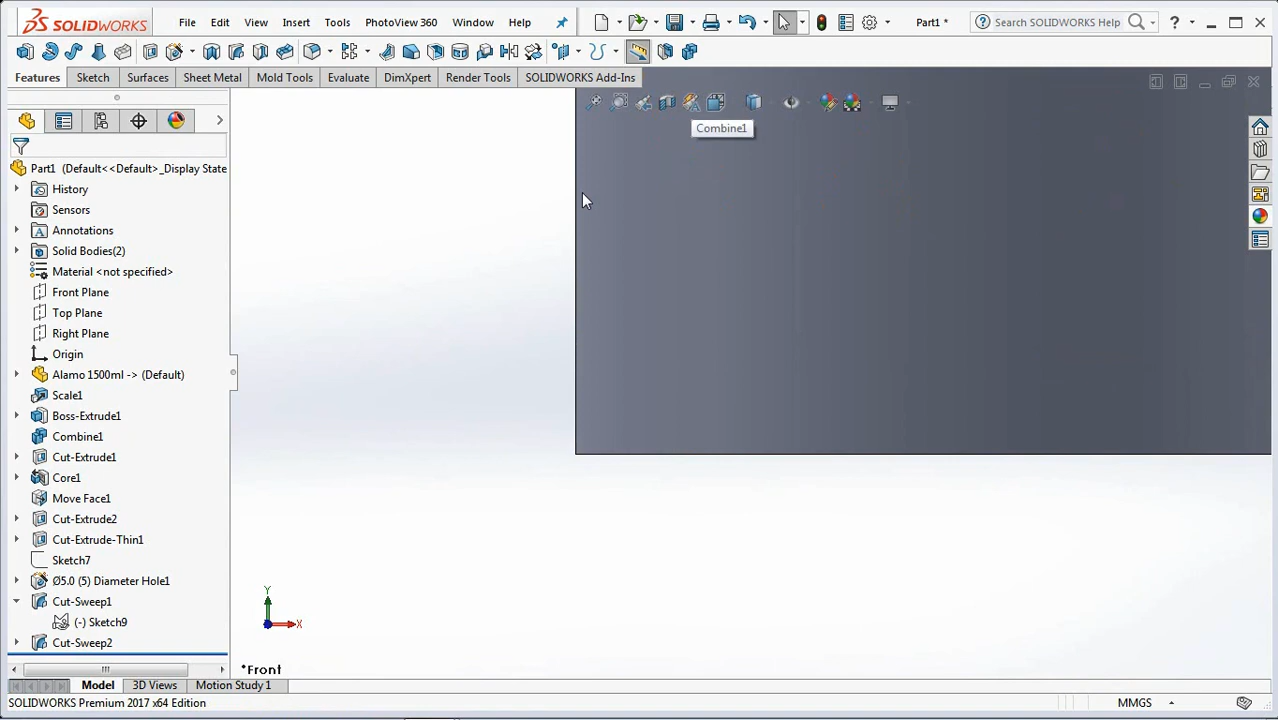 SOLIDWORKS
File Edit View Insert Tools PhotoView 360 Window Help
Part1 *
Search SOLIDWORKS Help
?
Features Sketch Surfaces Sheet Metal Mold Tools Evaluate DimXpert Render Tools SOLIDWORKS Add-Ins
Combine1
Part1 (Default<<Default>_Display State
History
Sensors
Annotations
Solid Bodies(2)
Material <not specified>
Front Plane
Top Plane
Right Plane
Origin
Alamo 1500ml -> (Default)
Scale1
Boss-Extrude1
Combine1
Cut-Extrude1
Core1
Move Face1
Cut-Extrude2
Cut-Extrude-Thin1
Sketch7
Ø5.0 (5) Diameter Hole1
Cut-Sweep1
(-) Sketch9
Cut-Sweep2
Y
X
*Front
Model 3D Views Motion Study 1
SOLIDWORKS Premium 2017 x64 Edition
MMGS